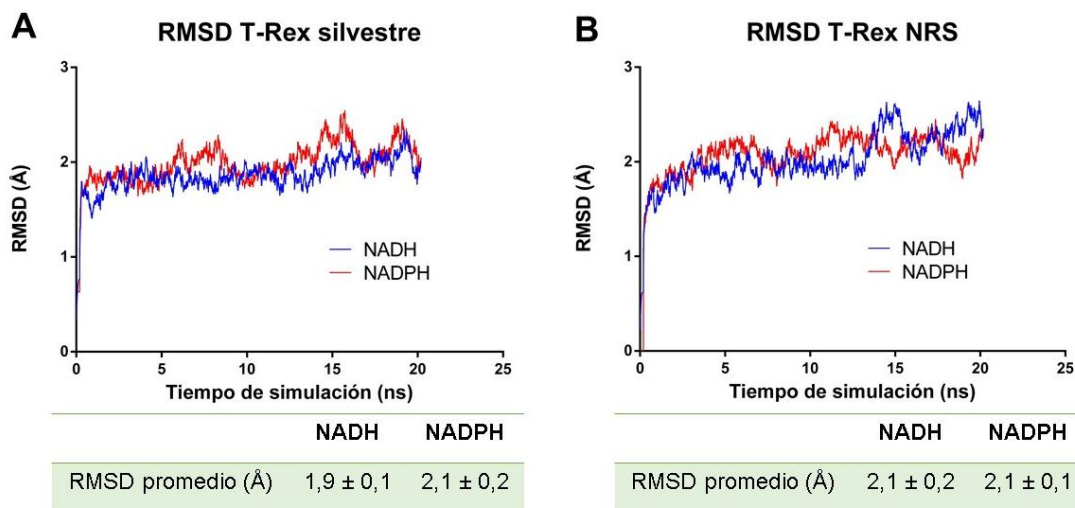 A
RMSD T-Rex silvestre
3
2
1
0
RMSD (Å)
NADH
NADPH
0 5 10 15 20 25
Tiempo de simulación (ns)
NADH NADPH
RMSD promedio (Å) 1,9 ± 0,1 2,1 ± 0,2
B
RMSD T-Rex NRS
3
2
1
0
RMSD (Å)
NADH
NADPH
0 5 10 15 20 25
Tiempo de simulación (ns)
NADH NADPH
RMSD promedio (Å) 2,1 ± 0,2 2,1 ± 0,1